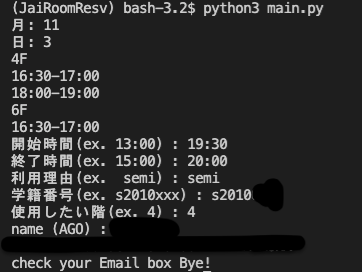 (JaiRoomResv) bash-3.2$ python3 main.py
月: 11
日: 3
4F
16:30-17:00
18:00-19:00
6F
16:30-17:00
開始時間(ex. 13:00) : 19:30
終了時間(ex. 15:00) : 20:00
利用理由(ex.  semi) : semi
学籍番号(ex. s2010xxx) : s2010
使用したい階(ex. 4) : 4
name (AGO) :
check your Email box Bye!